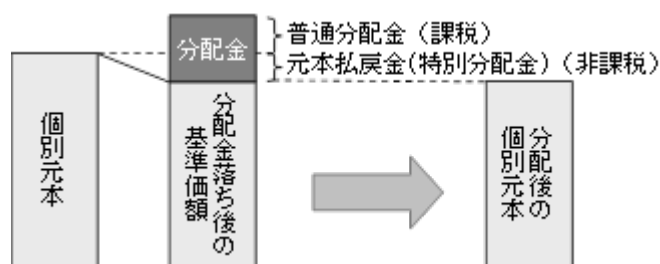 分配金
普通分配金（課税）
元本払戻金(特別分配金)（非課税）
個別元本
分配金落ち後の
基準価額
分配後の
個別元本